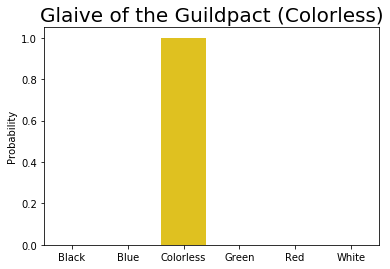 Glaive of the Guildpact (Colorless)
Probability
1.0
0.8
0.6
0.4
0.2
0.0
Black Blue Colorless Green Red White